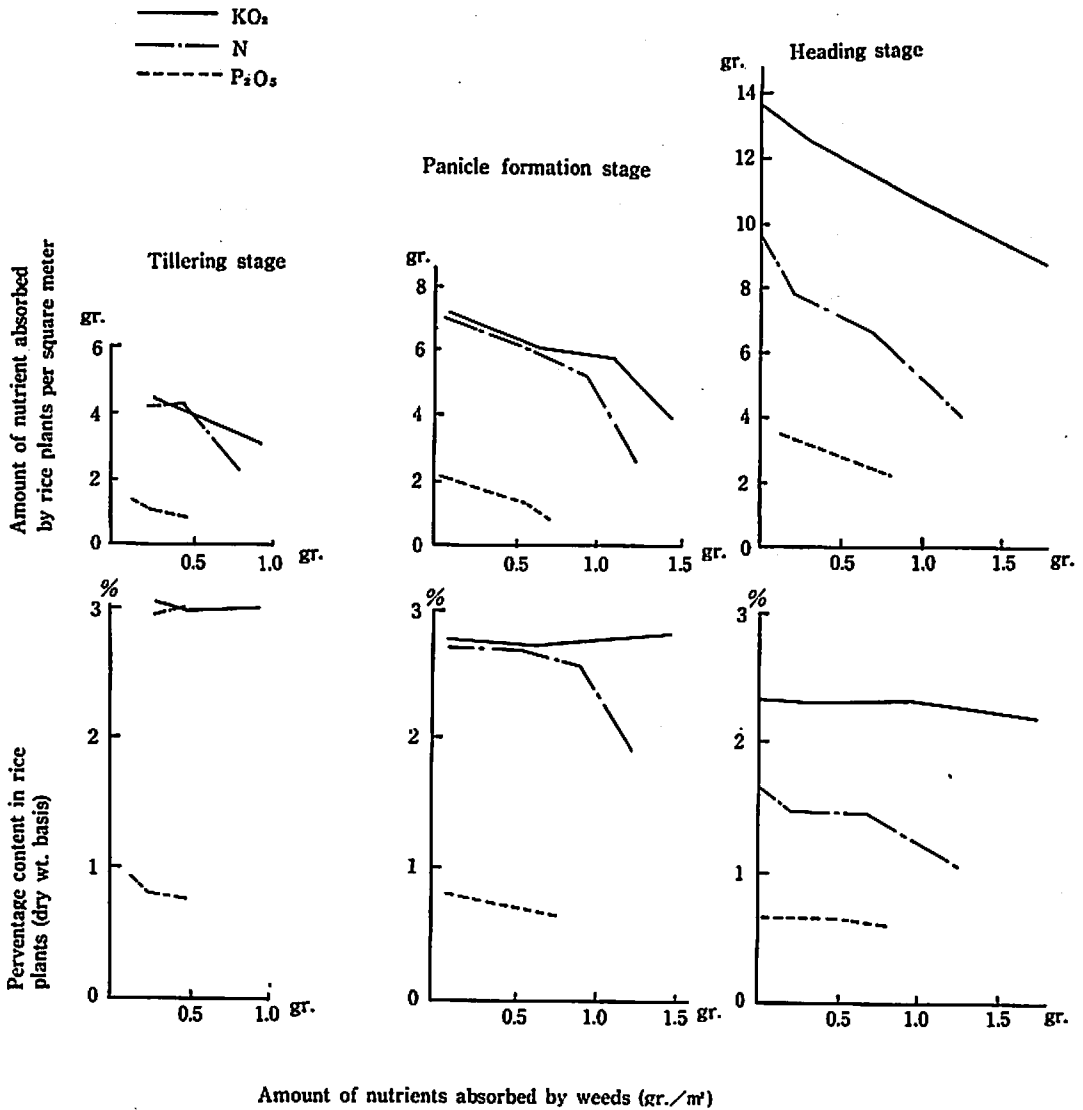 KO₂
N
P₂O₅
Heading stage
gr.
14
12
10
8
6
4
2
0
0.5
1.0
1.5
gr.
Panicle formation stage
gr.
8
6
4
2
0
0.5
1.0
1.5
gr.
Tillering stage
gr.
6
4
2
0
0.5
1.0
gr.
Amount of nutrient absorbed
by rice plants per square meter
%
3
2
1
0
0.5
1.0
gr.
%
3
2
1
0
0.5
1.0
1.5
gr.
%
3
2
1
0
0.5
1.0
1.5
gr.
Perventage content in rice
plants (dry wt. basis)
Amount of nutrients absorbed by weeds (gr./m²)